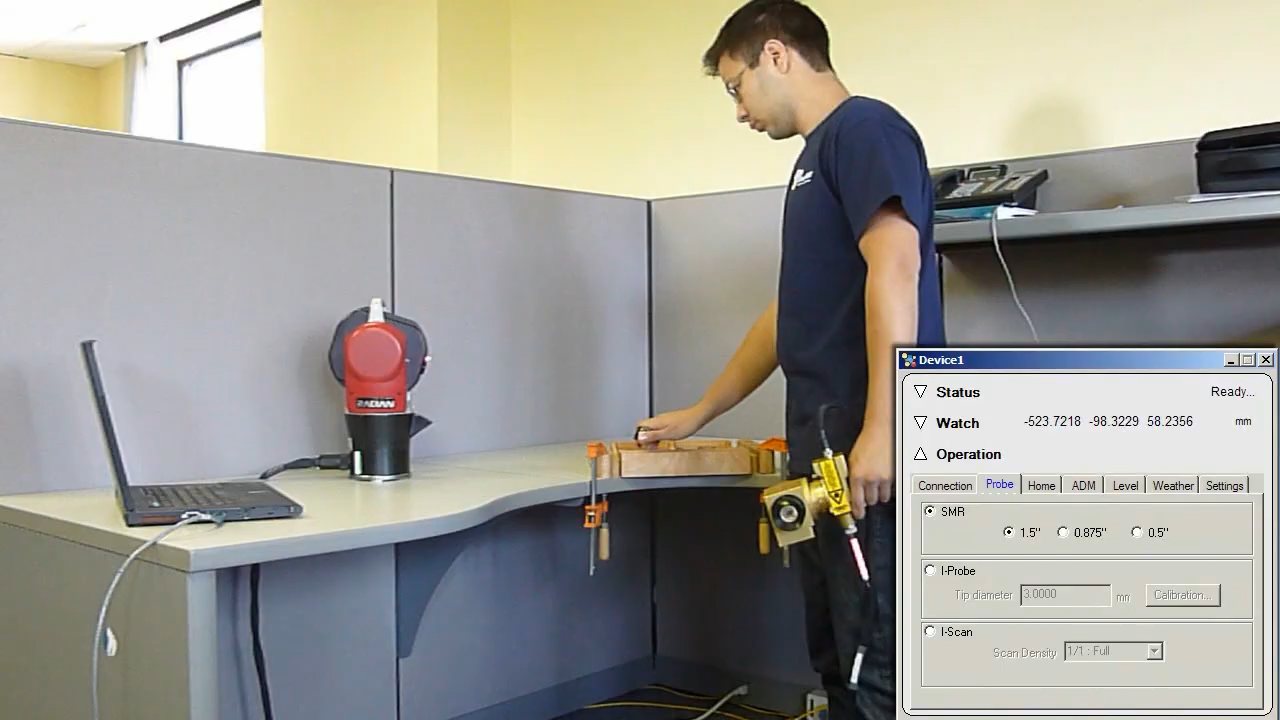 RADIAN
Device1
Status Ready...
Watch -523.7218 -98.3229 58.2356 mm
Operation
Connection Probe Home ADM Level Weather Settings
SMR
1.5" 0.875" 0.5"
I-Probe
Tip diameter 3.0000 mm Calibration...
I-Scan
Scan Density 1/1 : Full